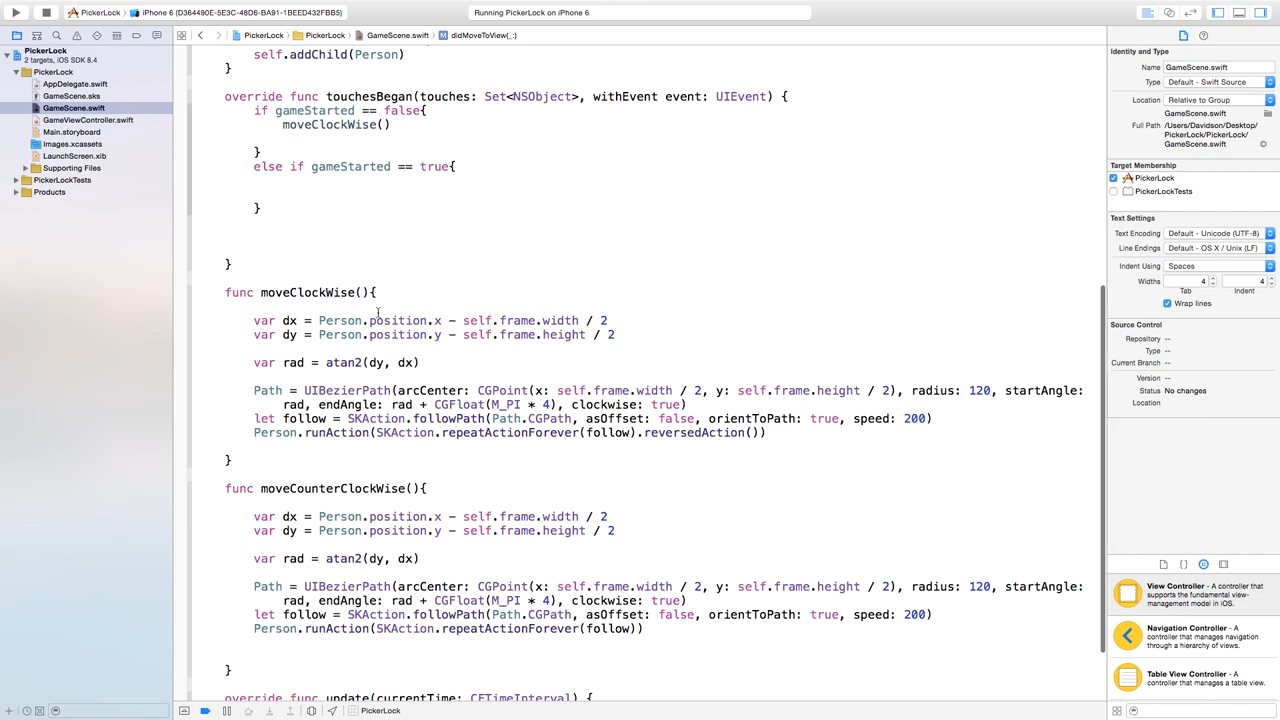 PickerLock
iPhone 6 (D364490E-5E3C-48D6-BA91-1BEED432FBB5)
Running PickerLock on iPhone 6
PickerLock
PickerLock
GameScene.swift
didMoveToView(_:)
PickerLock
2 targets, iOS SDK 8.4
PickerLock
AppDelegate.swift
GameScene.sks
GameScene.swift
GameViewController.swift
Main.storyboard
Images.xcassets
LaunchScreen.xib
Supporting Files
PickerLockTests
Products
self.addChild(Person)
}
override func touchesBegan(touches: Set<NSObject>, withEvent event: UIEvent) {
if gameStarted == false{
moveClockWise()
}
else if gameStarted == true{
}
}
func moveClockWise(){
var dx = Person.position.x - self.frame.width / 2
var dy = Person.position.y - self.frame.height / 2
var rad = atan2(dy, dx)
Path = UIBezierPath(arcCenter: CGPoint(x: self.frame.width / 2, y: self.frame.height / 2), radius: 120, startAngle:
rad, endAngle: rad + CGFloat(M_PI * 4), clockwise: true)
let follow = SKAction.followPath(Path.CGPath, asOffset: false, orientToPath: true, speed: 200)
Person.runAction(SKAction.repeatActionForever(follow).reversedAction())
}
func moveCounterClockWise(){
var dx = Person.position.x - self.frame.width / 2
var dy = Person.position.y - self.frame.height / 2
var rad = atan2(dy, dx)
Path = UIBezierPath(arcCenter: CGPoint(x: self.frame.width / 2, y: self.frame.height / 2), radius: 120, startAngle:
rad, endAngle: rad + CGFloat(M_PI * 4), clockwise: true)
let follow = SKAction.followPath(Path.CGPath, asOffset: false, orientToPath: true, speed: 200)
Person.runAction(SKAction.repeatActionForever(follow))
}
override func update(currentTime: CFTimeInterval) {
PickerLock
Identity and Type
Name GameScene.swift
Type Default - Swift Source
Location Relative to Group
GameScene.swift
Full Path /Users/Davidson/Desktop/
PickerLock/PickerLock/
GameScene.swift
Target Membership
PickerLock
PickerLockTests
Text Settings
Text Encoding Default - Unicode (UTF-8)
Line Endings Default - OS X / Unix (LF)
Indent Using Spaces
Widths 4 4
Tab Indent
Wrap lines
Source Control
Repository --
Type --
Current Branch --
Version --
Status No changes
Location
View Controller - A
controller that supports
the fundamental view-
management model in iOS.
Navigation Controller - A
controller that manages navigation
through a hierarchy of views.
Table View Controller - A
controller that manages a table view.